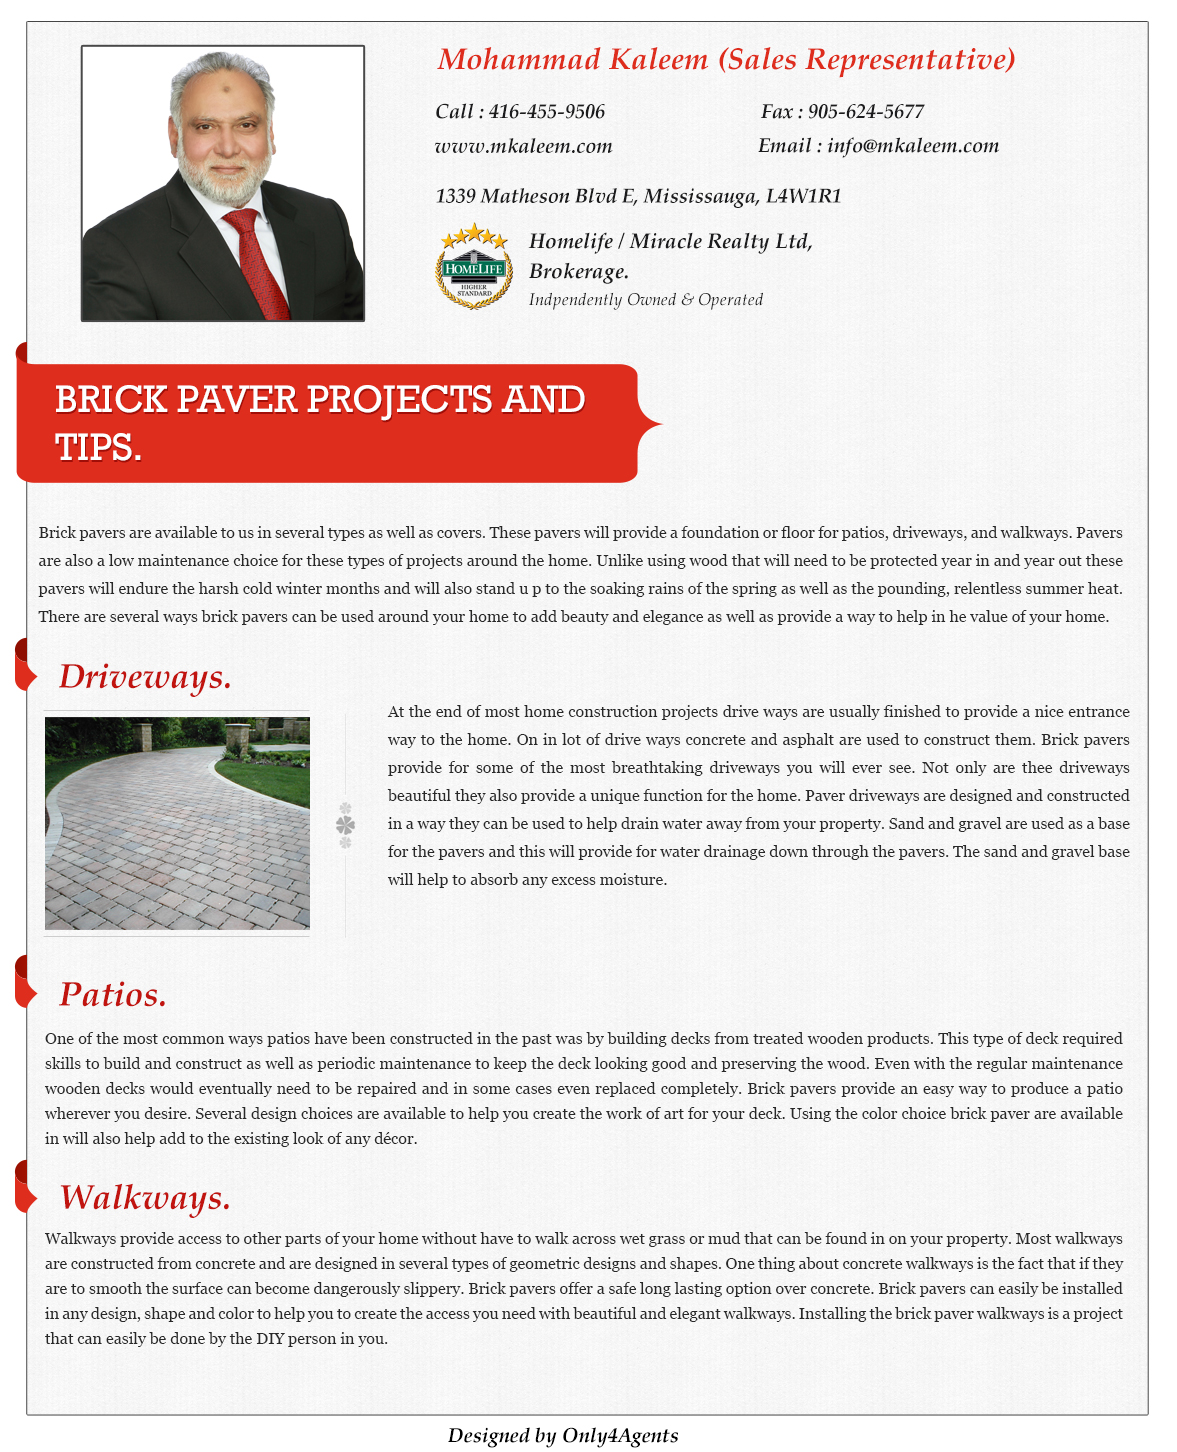 Mohammad Kaleem (Sales Representative)
Call : 416-455-9506
Fax : 905-624-5677
www.mkaleem.com
Email : info@mkaleem.com
1339 Matheson Blvd E, Mississauga, L4W1R1
HOMELIFE
HIGHER
STANDARD
Homelife / Miracle Realty Ltd,
Brokerage.
Indpendently Owned & Operated
BRICK PAVER PROJECTS AND
TIPS.
Brick pavers are available to us in several types as well as covers. These pavers will provide a foundation or floor for patios, driveways, and walkways. Pavers
are also a low maintenance choice for these types of projects around the home. Unlike using wood that will need to be protected year in and year out these
pavers will endure the harsh cold winter months and will also stand u p to the soaking rains of the spring as well as the pounding, relentless summer heat.
There are several ways brick pavers can be used around your home to add beauty and elegance as well as provide a way to help in he value of your home.
Driveways.
At the end of most home construction projects drive ways are usually finished to provide a nice entrance
way to the home. On in lot of drive ways concrete and asphalt are used to construct them. Brick pavers
provide for some of the most breathtaking driveways you will ever see. Not only are thee driveways
beautiful they also provide a unique function for the home. Paver driveways are designed and constructed
in a way they can be used to help drain water away from your property. Sand and gravel are used as a base
for the pavers and this will provide for water drainage down through the pavers. The sand and gravel base
will help to absorb any excess moisture.
Patios.
One of the most common ways patios have been constructed in the past was by building decks from treated wooden products. This type of deck required
skills to build and construct as well as periodic maintenance to keep the deck looking good and preserving the wood. Even with the regular maintenance
wooden decks would eventually need to be repaired and in some cases even replaced completely. Brick pavers provide an easy way to produce a patio
wherever you desire. Several design choices are available to help you create the work of art for your deck. Using the color choice brick paver are available
in will also help add to the existing look of any décor.
Walkways.
Walkways provide access to other parts of your home without have to walk across wet grass or mud that can be found in on your property. Most walkways
are constructed from concrete and are designed in several types of geometric designs and shapes. One thing about concrete walkways is the fact that if they
are to smooth the surface can become dangerously slippery. Brick pavers offer a safe long lasting option over concrete. Brick pavers can easily be installed
in any design, shape and color to help you to create the access you need with beautiful and elegant walkways. Installing the brick paver walkways is a project
that can easily be done by the DIY person in you.
Designed by Only4Agents